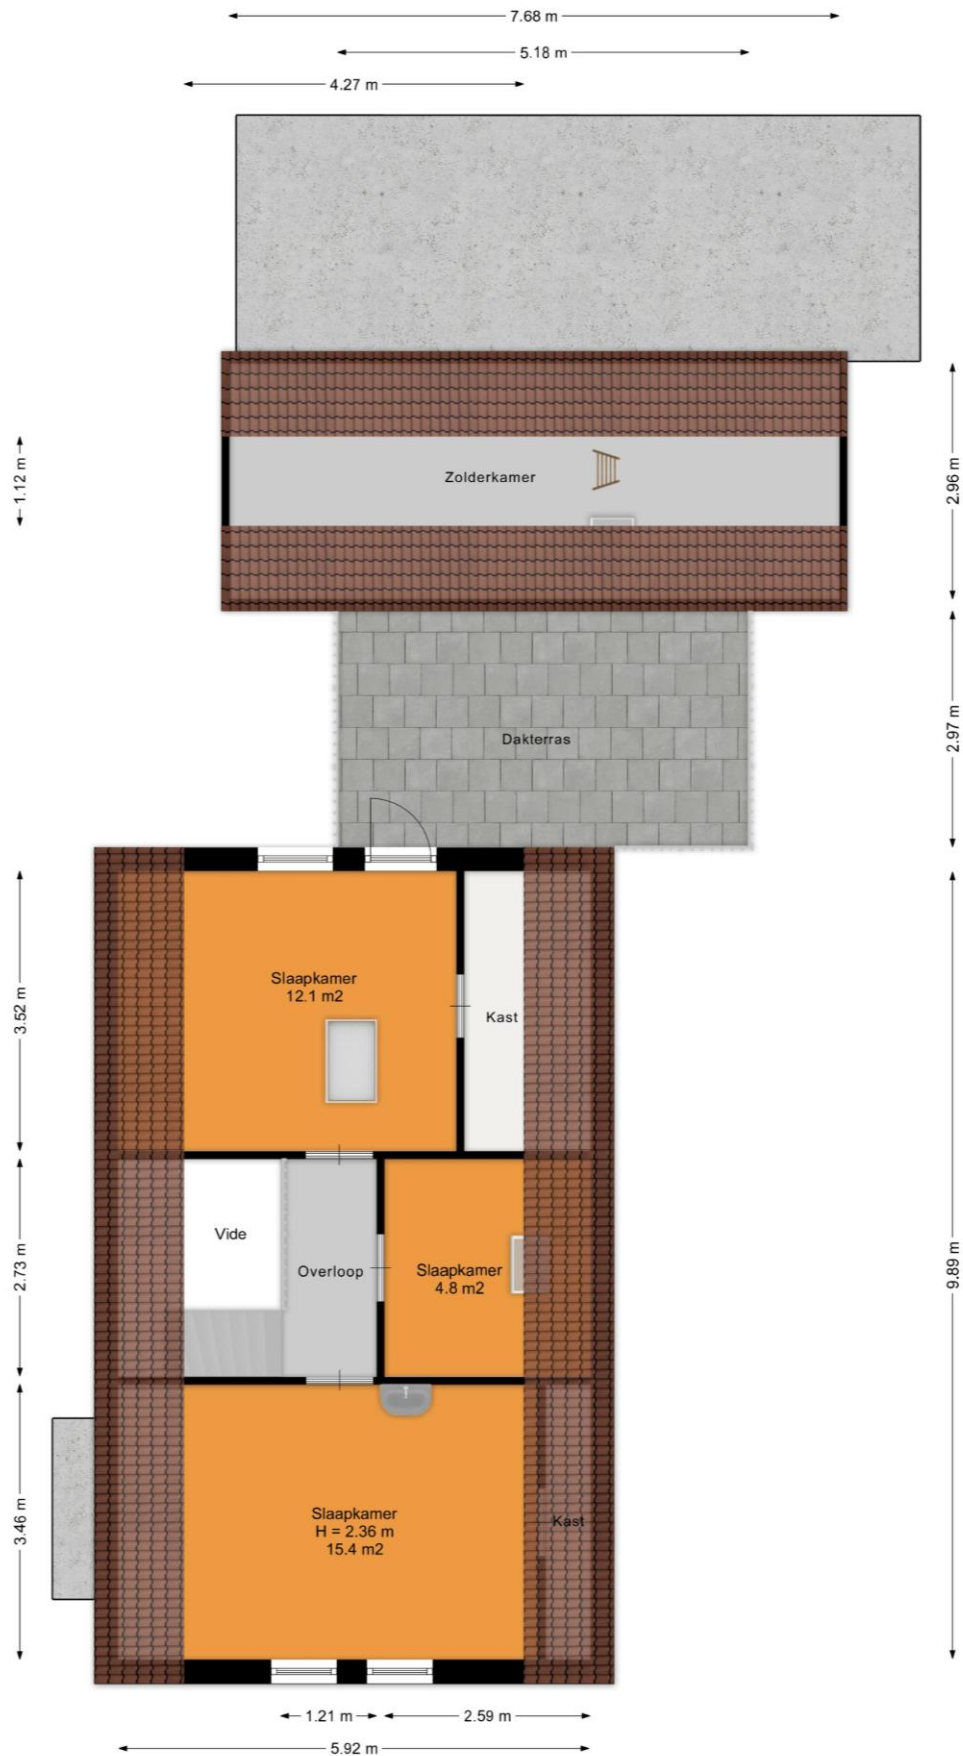 7.68 m
5.18 m
4.27 m
1.12 m
Zolderkamer
2.96 m
Dakterras
2.97 m
3.52 m
Slaapkamer
12.1 m2
Kast
2.73 m
Vide
Overloop
Slaapkamer
4.8 m2
9.89 m
3.46 m
Slaapkamer
H = 2.36 m
15.4 m2
Kast
1.21 m
2.59 m
5.92 m